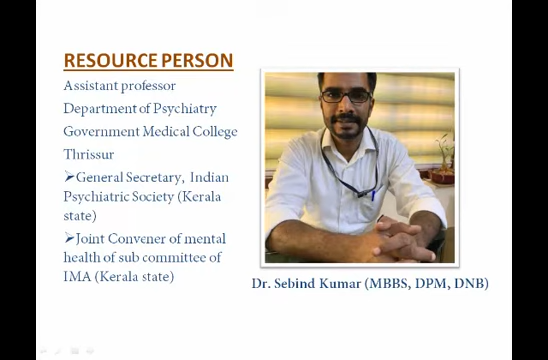 RESOURCE PERSON
Assistant professor
Department of Psychiatry
Government Medical College
Thrissur
➤General Secretary, Indian
Psychiatric Society (Kerala
state)
➤Joint Convener of mental
health of sub committee of
IMA (Kerala state)
Dr. Sebind Kumar (MBBS, DPM, DNB)